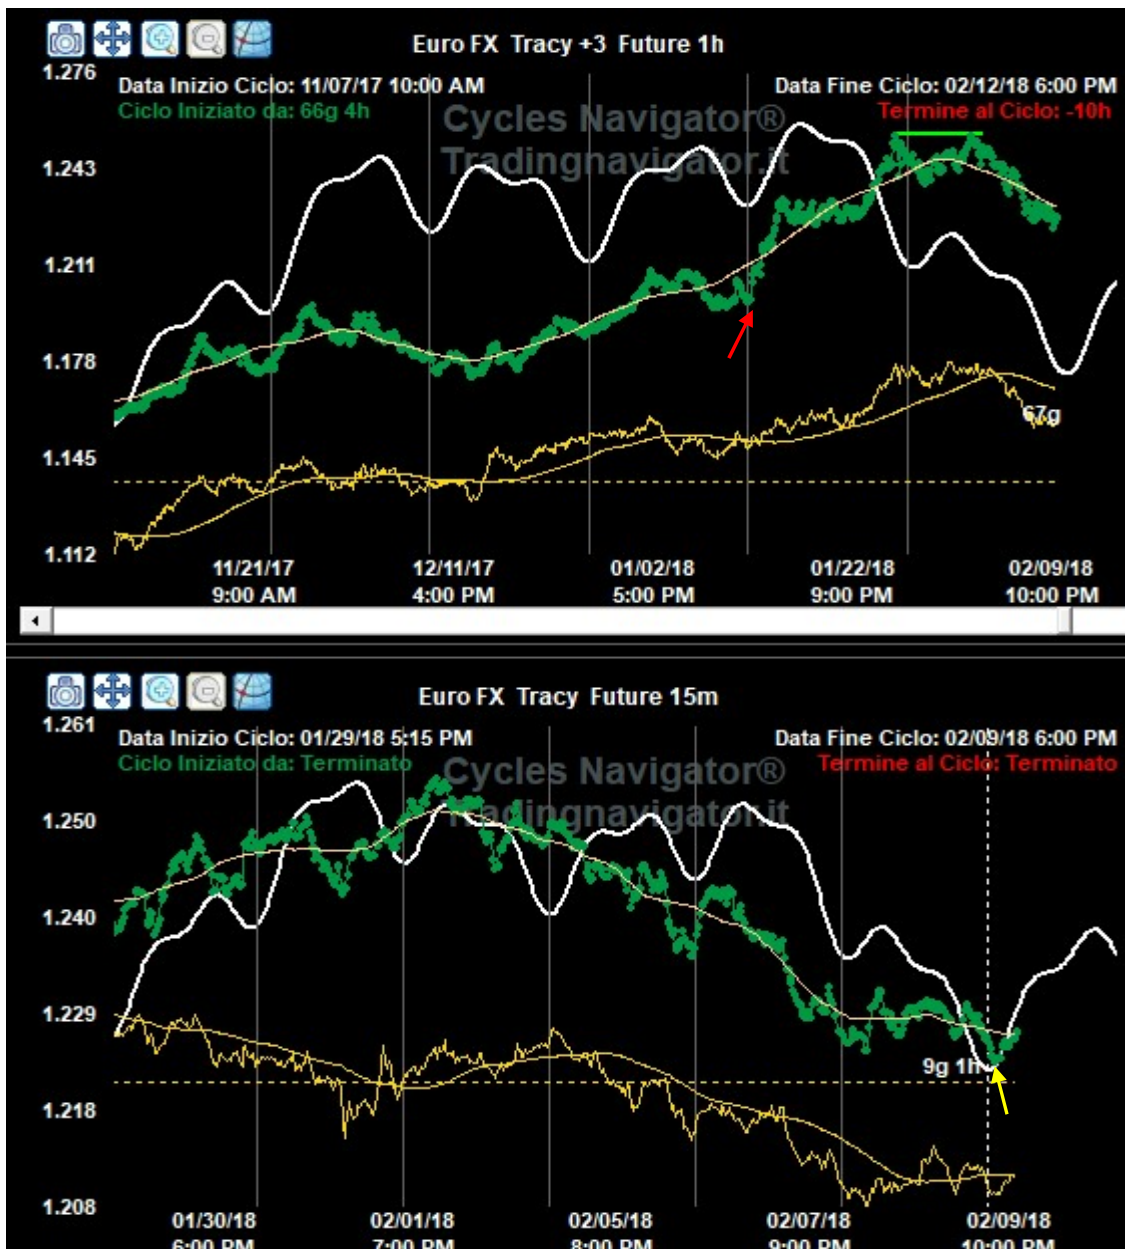 Euro FX Tracy +3 Future 1h
1.276
Data Inizio Ciclo: 11/07/17 10:00 AM
Data Fine Ciclo: 02/12/18 6:00 PM
Ciclo Iniziato da: 66g 4h
Termine al Ciclo: -10h
Cycles Navigator®
Tradingnavigator.it
1.243
1.211
1.178
67g
1.145
1.112
11/21/17 12/11/17 01/02/18 01/22/18 02/09/18
9:00 AM 4:00 PM 5:00 PM 9:00 PM 10:00 PM
Euro FX Tracy Future 15m
1.261
Data Inizio Ciclo: 01/29/18 5:15 PM
Data Fine Ciclo: 02/09/18 6:00 PM
Ciclo Iniziato da: Terminato
Termine al Ciclo: Terminato
Cycles Navigator®
Tradingnavigator.it
1.250
1.240
1.229
9g 1h
1.218
1.208
01/30/18 02/01/18 02/05/18 02/07/18 02/09/18
6:00 PM 7:00 PM 8:00 PM 9:00 PM 10:00 PM